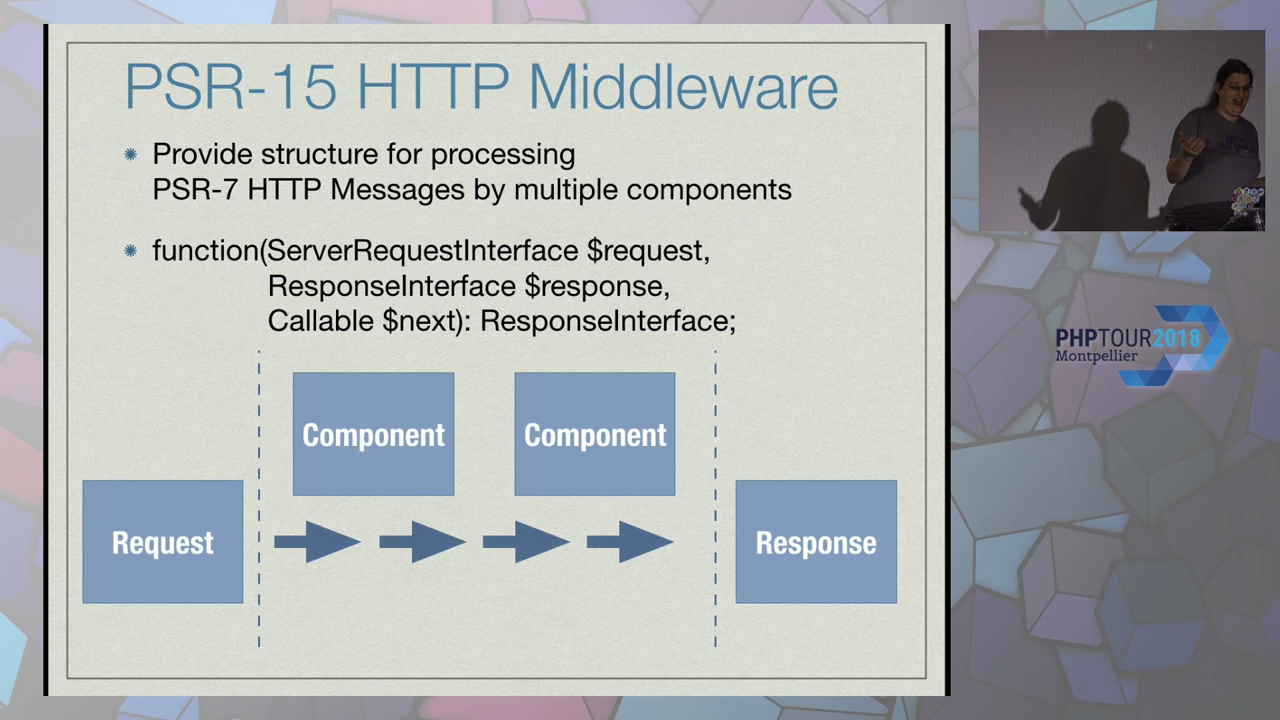 PSR-15 HTTP Middleware
Provide structure for processing
PSR-7 HTTP Messages by multiple components
function(ServerRequestInterface $request,
ResponseInterface $response,
Callable $next): ResponseInterface;
Component
Component
Request
Response
PHPTOUR2018
Montpellier